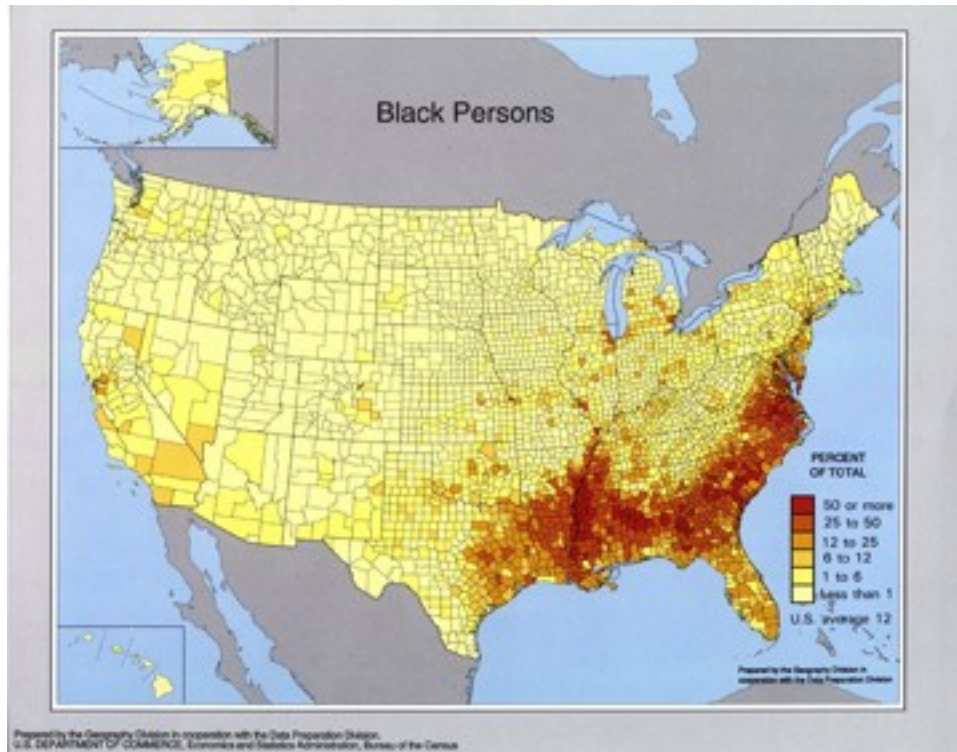 Black Persons
PERCENT
OF TOTAL
50 or more
25 to 50
12 to 25
6 to 12
1 to 6
Less than 1
U.S. average 12
Prepared by the Geography Division in
cooperation with the Data Preparation Division
Prepared by the Geography Division in cooperation with the Data Preparation Division.
U.S. DEPARTMENT OF COMMERCE, Economics and Statistics Administration, Bureau of the Census